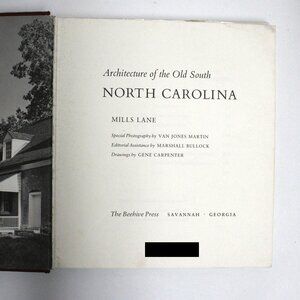 Architecture of the Old South
NORTH CAROLINA
MILLS LANE
Special Photography by VAN JONES MARTIN
Editorial Assistance by MARSHALL BULLOCK
Drawings by GENE CARPENTER
The Beehive Press SAVANNAH · GEORGIA